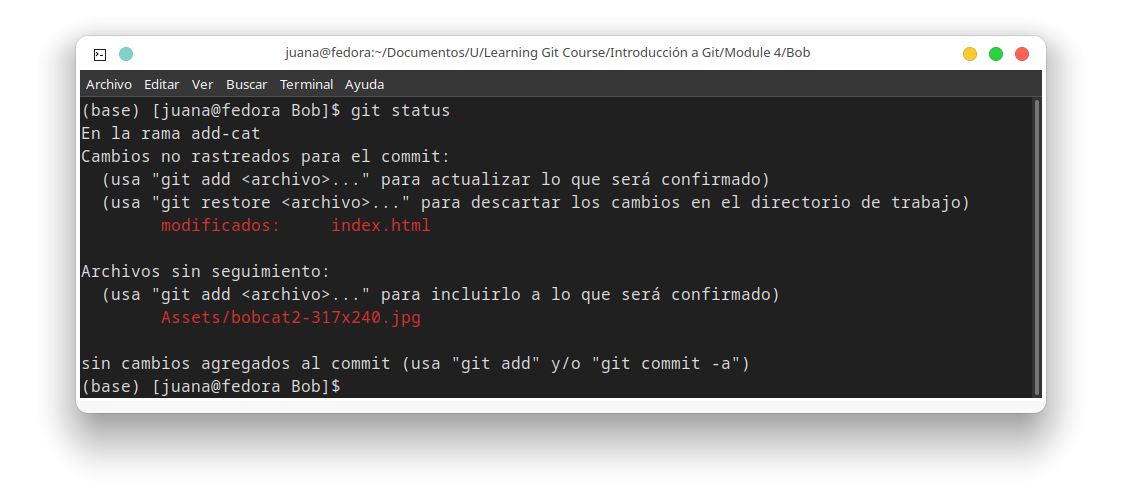 juana@fedora:~/Documentos/U/Learning Git Course/Introducción a Git/Module 4/Bob
Archivo Editar Ver Buscar Terminal Ayuda
(base) [juana@fedora Bob]$ git status
En la rama add-cat
Cambios no rastreados para el commit:
  (usa "git add <archivo>..." para actualizar lo que será confirmado)
  (usa "git restore <archivo>..." para descartar los cambios en el directorio de trabajo)
        modificados:     index.html

Archivos sin seguimiento:
  (usa "git add <archivo>..." para incluirlo a lo que será confirmado)
        Assets/bobcat2-317x240.jpg

sin cambios agregados al commit (usa "git add" y/o "git commit -a")
(base) [juana@fedora Bob]$